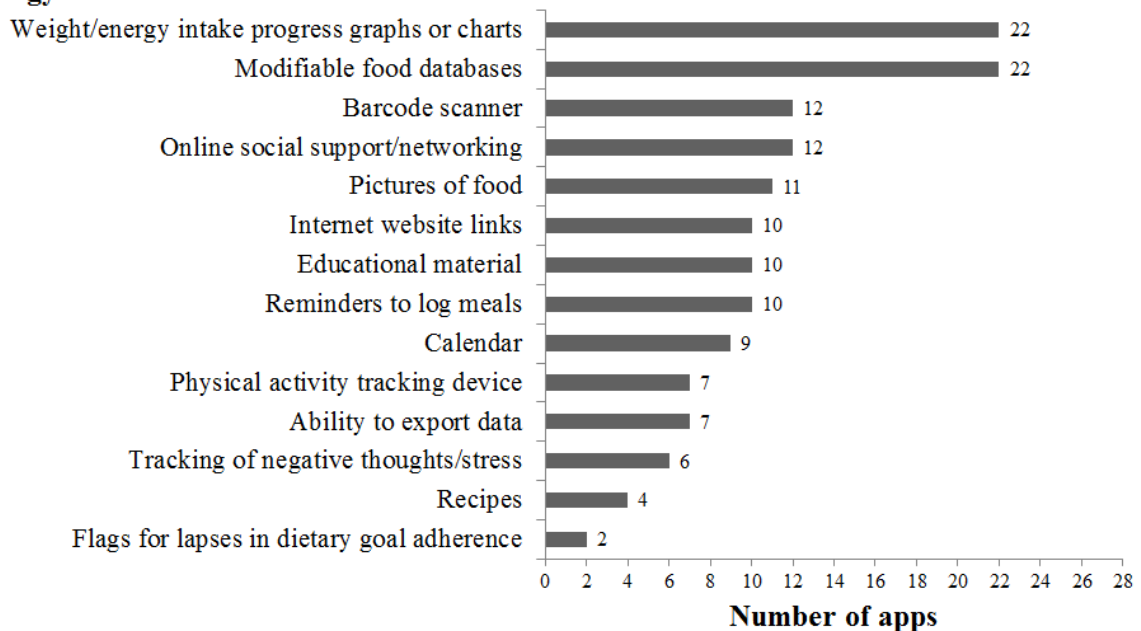 Weight/energy intake progress graphs or charts 22
Modifiable food databases 22
Barcode scanner 12
Online social support/networking 12
Pictures of food 11
Internet website links 10
Educational material 10
Reminders to log meals 10
Calendar 9
Physical activity tracking device 7
Ability to export data 7
Tracking of negative thoughts/stress 6
Recipes 4
Flags for lapses in dietary goal adherence 2
0 2 4 6 8 10 12 14 16 18 20 22 24 26 28
Number of apps